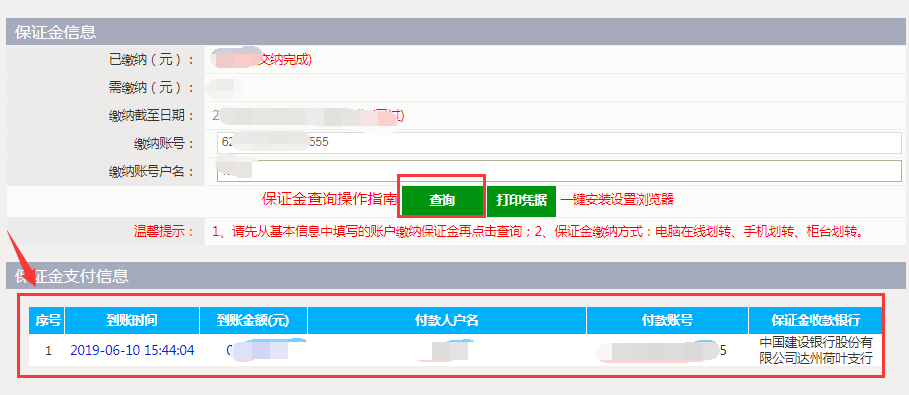 保证金信息
已缴纳（元）： 交纳完成)
需缴纳（元）：
缴纳截至日期： 2
缴纳账号： 62 555
缴纳账号户名：
保证金查询操作指南 查询 打印凭据 一键安装设置浏览器
温馨提示： 1、请先从基本信息中填写的账户缴纳保证金再点击查询；2、保证金缴纳方式：电脑在线划转、手机划转、柜台划转。
保证金支付信息
序号 到账时间 到账金额(元) 付款人户名 付款账号 保证金收款银行
1 2019-06-10 15:44:04 0 5 中国建设银行股份有
限公司达州荷叶支行